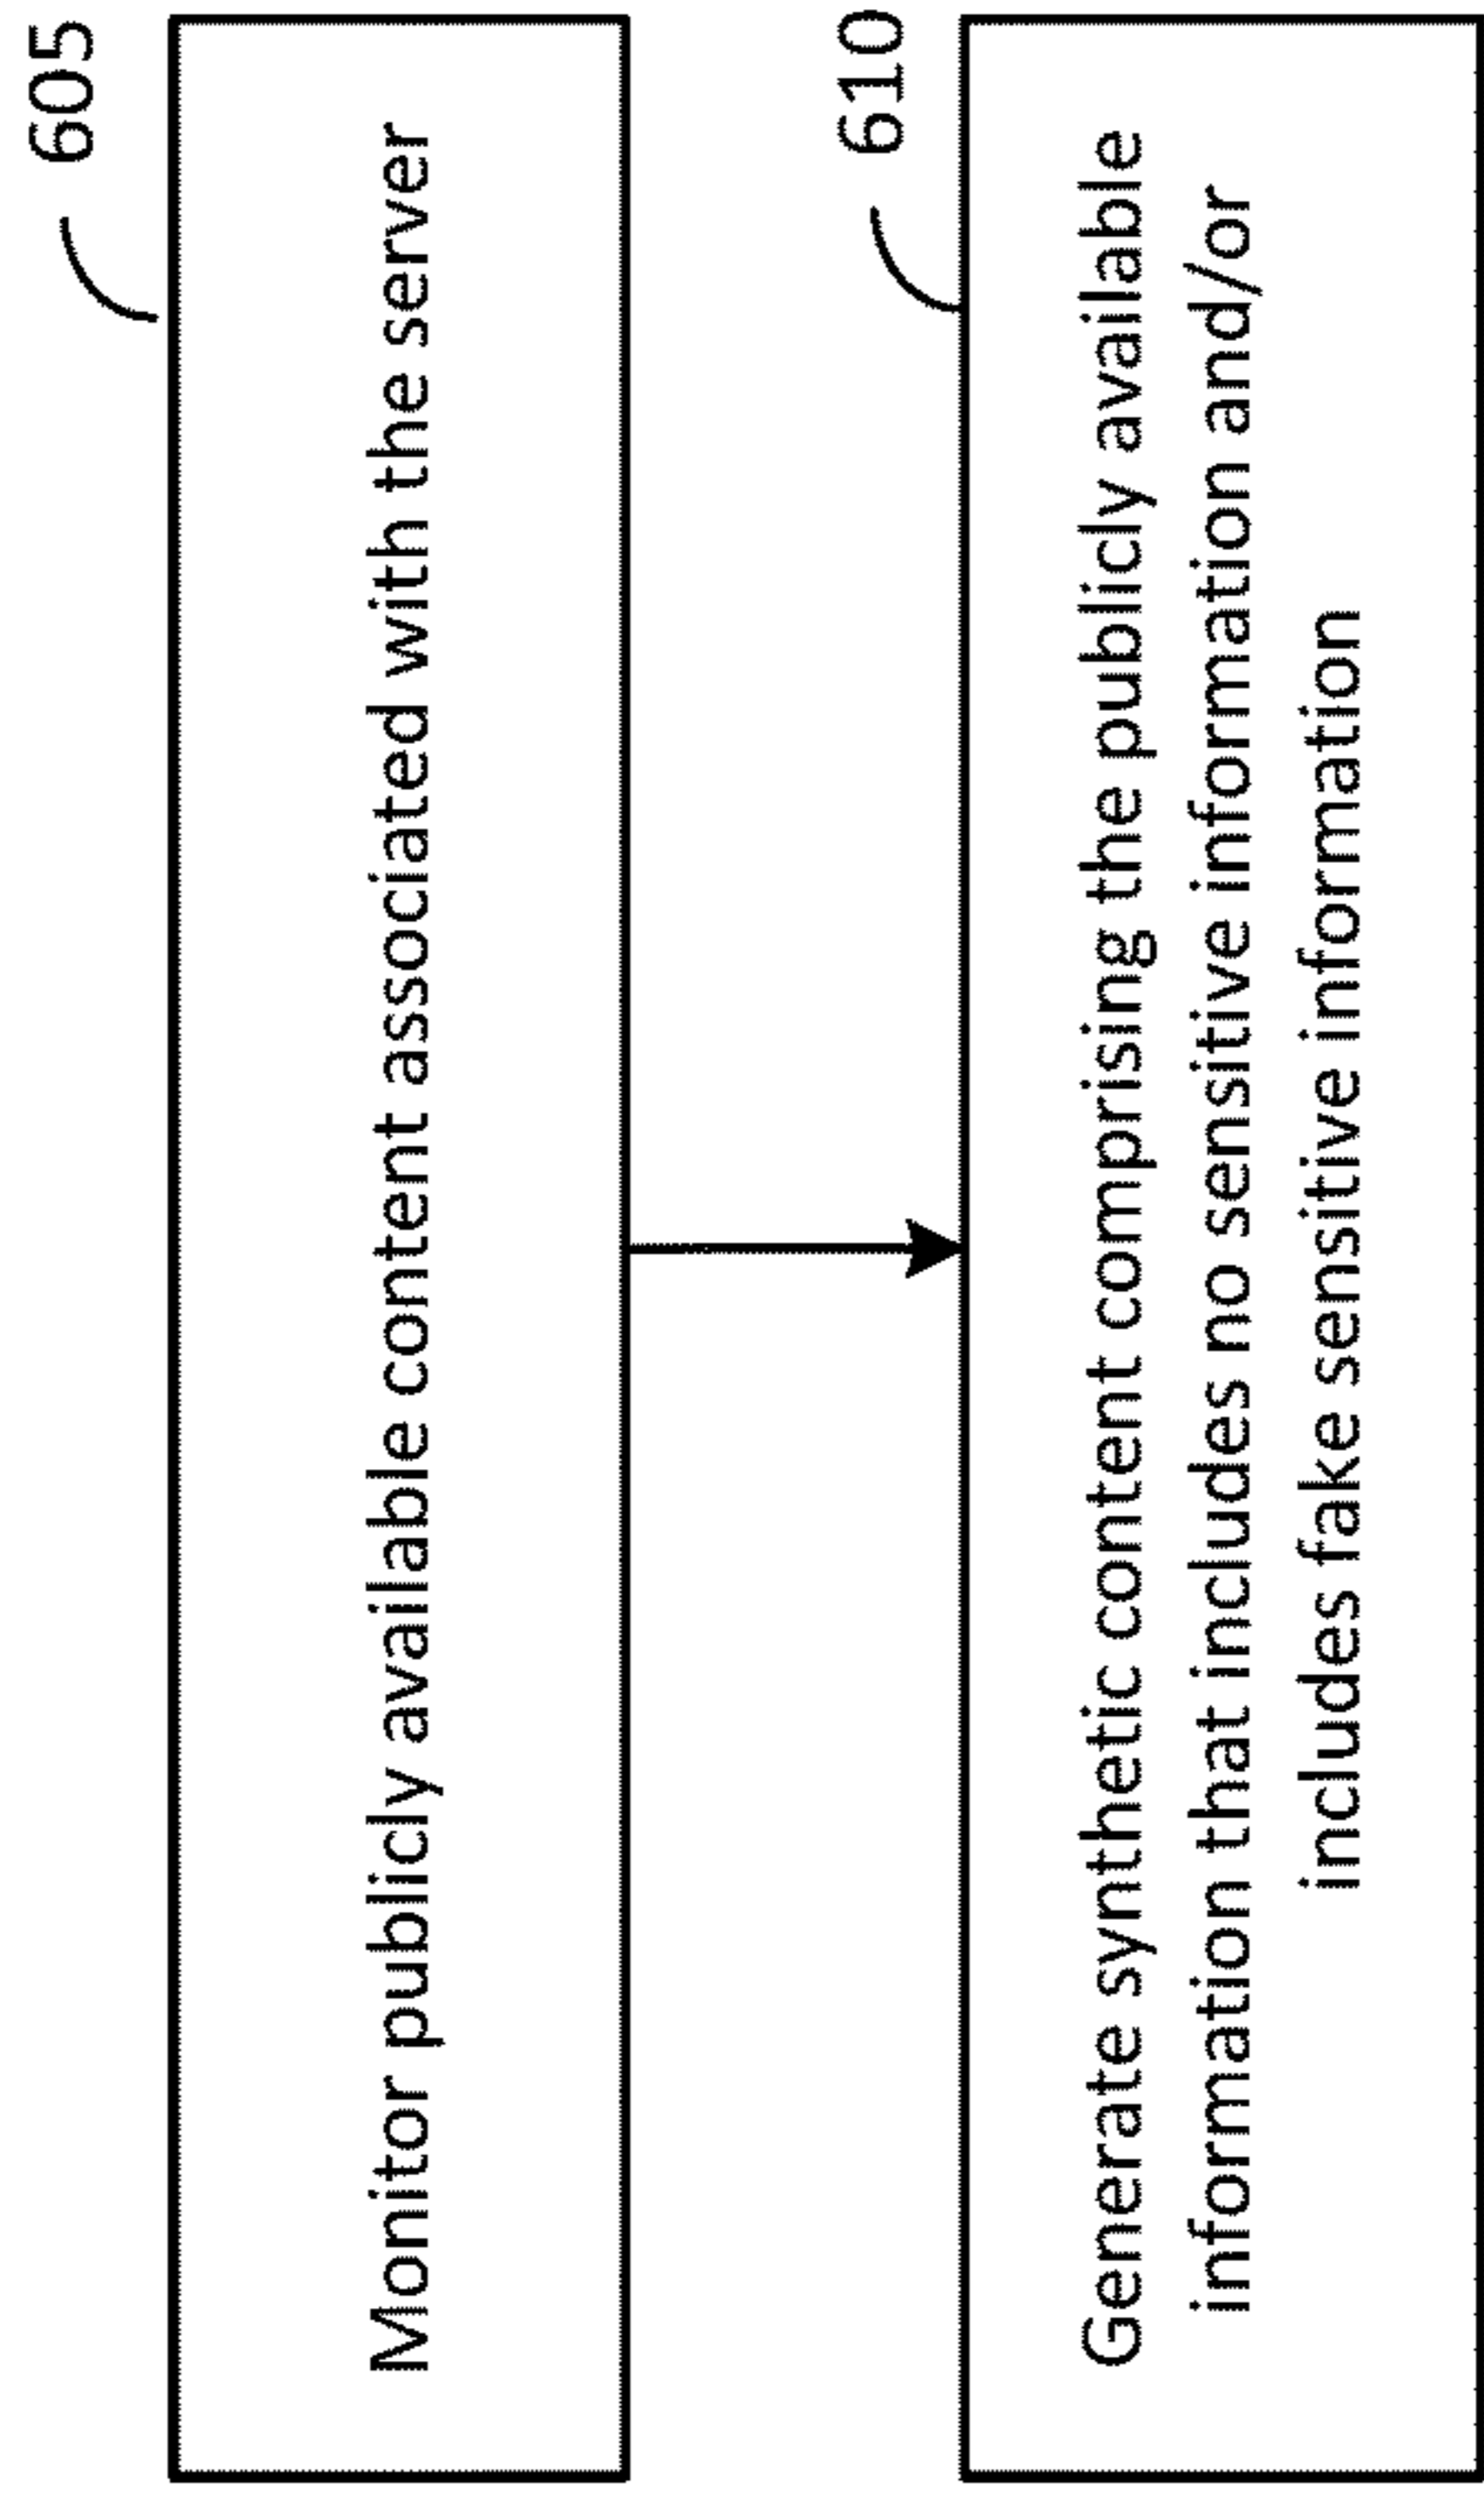 605
Monitor publicly available content associated with the server
610
Generate synthetic content comprising the publicly available
information that includes no sensitive information and/or
includes fake sensitive information